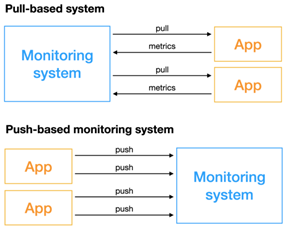 Pull-based system
Monitoring
system
pull
metrics
App
pull
metrics
App
Push-based monitoring system
App
push
push
App
push
push
Monitoring
system